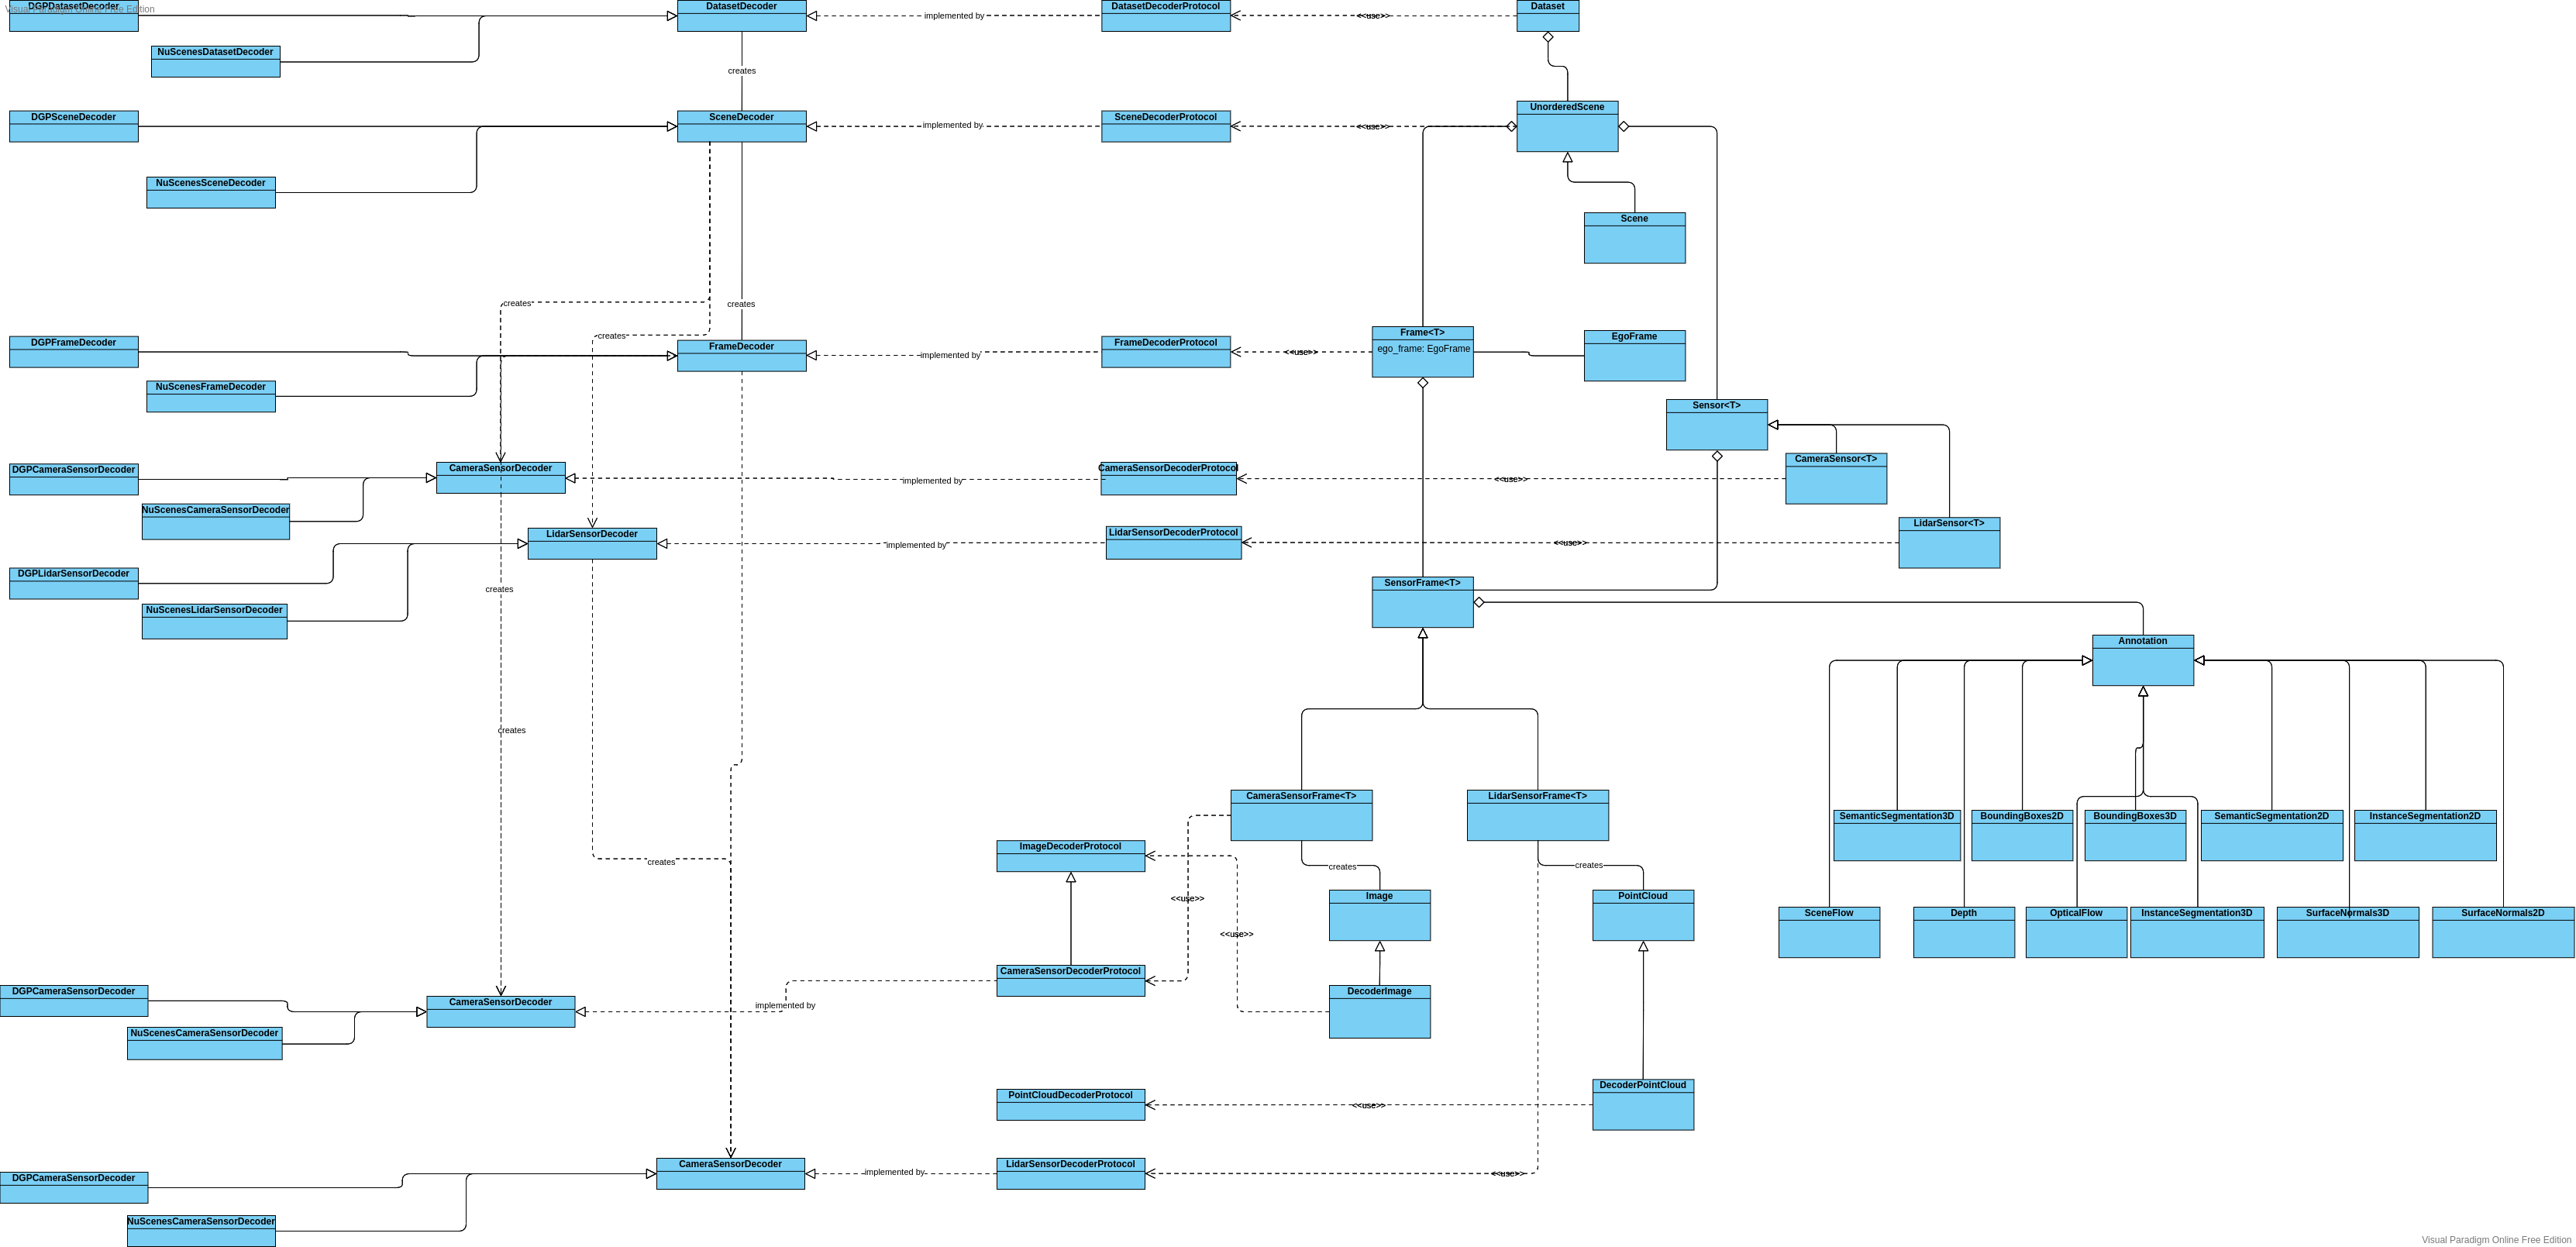 Visual Paradigm Online Free Edition
DGPDatasetDecoder
DatasetDecoder
implemented by
DatasetDecoderProtocol
<<use>>
Dataset
NuScenesDatasetDecoder
creates
DGPSceneDecoder
SceneDecoder
implemented by
SceneDecoderProtocol
<<use>>
UnorderedScene
NuScenesSceneDecoder
Scene
creates
creates
creates
DGPFrameDecoder
FrameDecoder
implemented by
FrameDecoderProtocol
<<use>>
Frame<T>
ego_frame: EgoFrame
EgoFrame
NuScenesFrameDecoder
Sensor<T>
DGPCameraSensorDecoder
CameraSensorDecoder
implemented by
CameraSensorDecoderProtocol
<<use>>
CameraSensor<T>
NuScenesCameraSensorDecoder
LidarSensorDecoder
implemented by
LidarSensorDecoderProtocol
<<use>>
LidarSensor<T>
DGPLidarSensorDecoder
creates
SensorFrame<T>
NuScenesLidarSensorDecoder
Annotation
creates
CameraSensorFrame<T>
LidarSensorFrame<T>
SemanticSegmentation3D
BoundingBoxes2D
BoundingBoxes3D
SemanticSegmentation2D
InstanceSegmentation2D
creates
ImageDecoderProtocol
creates
creates
<<use>>
Image
PointCloud
<<use>>
SceneFlow
Depth
OpticalFlow
InstanceSegmentation3D
SurfaceNormals3D
SurfaceNormals2D
CameraSensorDecoderProtocol
DGPCameraSensorDecoder
CameraSensorDecoder
implemented by
DecoderImage
NuScenesCameraSensorDecoder
PointCloudDecoderProtocol
<<use>>
DecoderPointCloud
DGPCameraSensorDecoder
CameraSensorDecoder
implemented by
LidarSensorDecoderProtocol
<<use>>
NuScenesCameraSensorDecoder
Visual Paradigm Online Free Edition